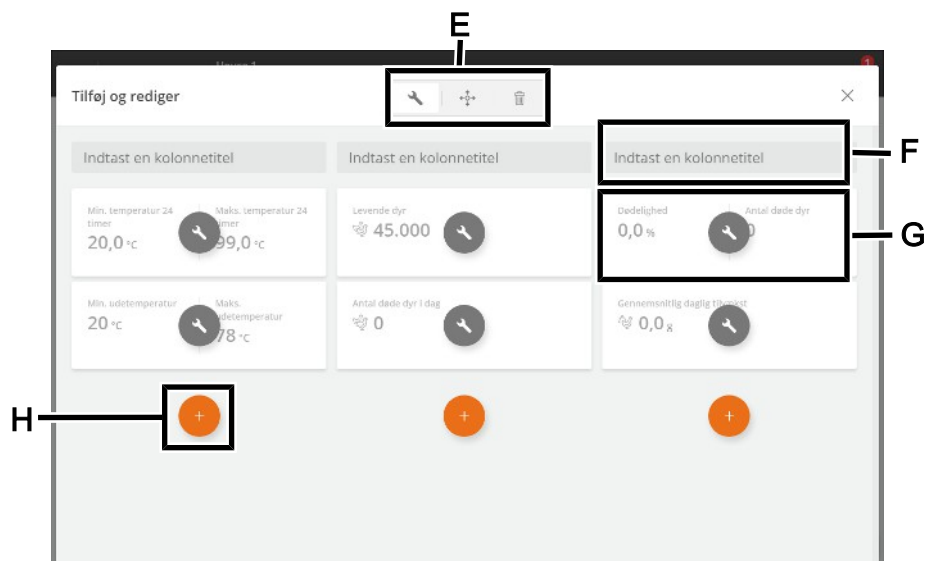 E
Tilføj og rediger
Indtast en kolonnetitel
Indtast en kolonnetitel
Indtast en kolonnetitel
F
Min. temperatur 24
timer
20,0 °C
Maks. temperatur 24
timer
99,0 °C
Levende dyr
45.000
Dødelighed
0,0 %
Antal døde dyr
0
G
Min. udetemperatur
20 °C
Maks.
udetemperatur
78 °C
Antal døde dyr i dag
0
Gennemsnitlig daglig tilvækst
0,0 g
H